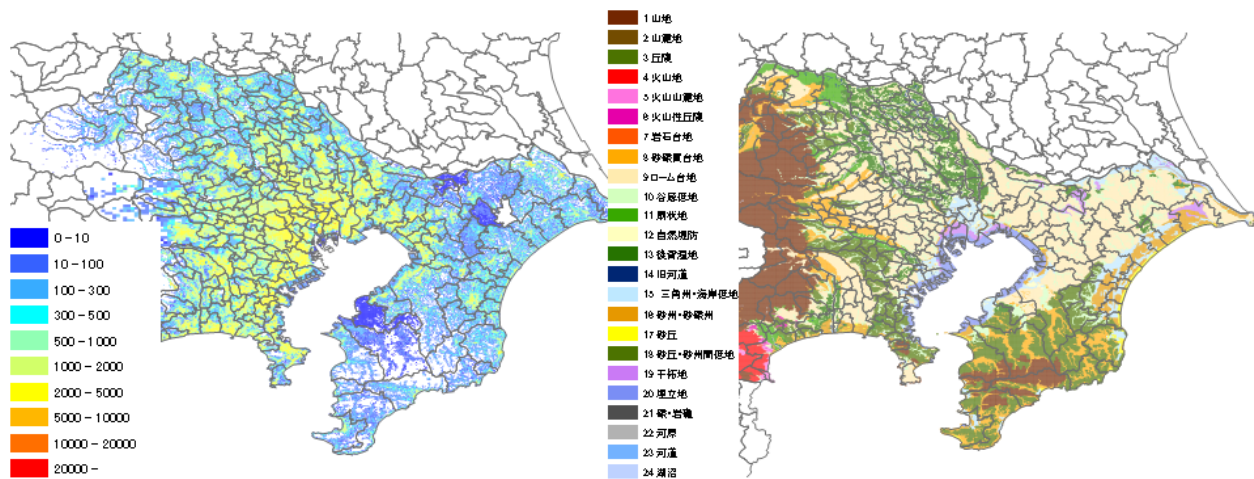 0-10
10-100
100-300
300-500
500-1000
1000-2000
2000-5000
5000-10000
10000-20000
20000-
1 山地
2 山麓地
3 丘陵
4 火山地
5 火山山麓地
6 火山性丘陵
7 岩石台地
8 砂礫質台地
9 ローム台地
10 谷底低地
11 扇状地
12 自然堤防
13 後背湿地
14 旧河道
15 三角州・海岸低地
16 砂州・砂礫州
17 砂丘
18 砂丘・砂州間低地
19 干拓地
20 埋立地
21 礫・岩礁
22 河原
23 河道
24 湖沼